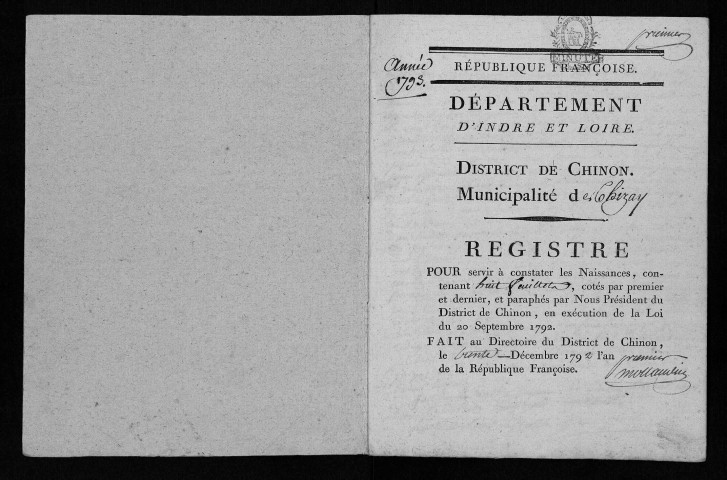 premier
MINUTE
Année
1793.
RÉPUBLIQUE FRANÇOISE.
DÉPARTEMENT
D'INDRE ET LOIRE.
DISTRICT DE CHINON.
Municipalité de Thizay
REGISTRE
POUR servir à constater les Naissances, con-
tenant huit feuillets, cotés par premier
et dernier, et paraphés par Nous Président du
District de Chinon, en exécution de la Loi
du 20 Septembre 1792.
FAIT au Directoire du District de Chinon,
le trente Décembre 1792 l'an premier
de la République Françoise.